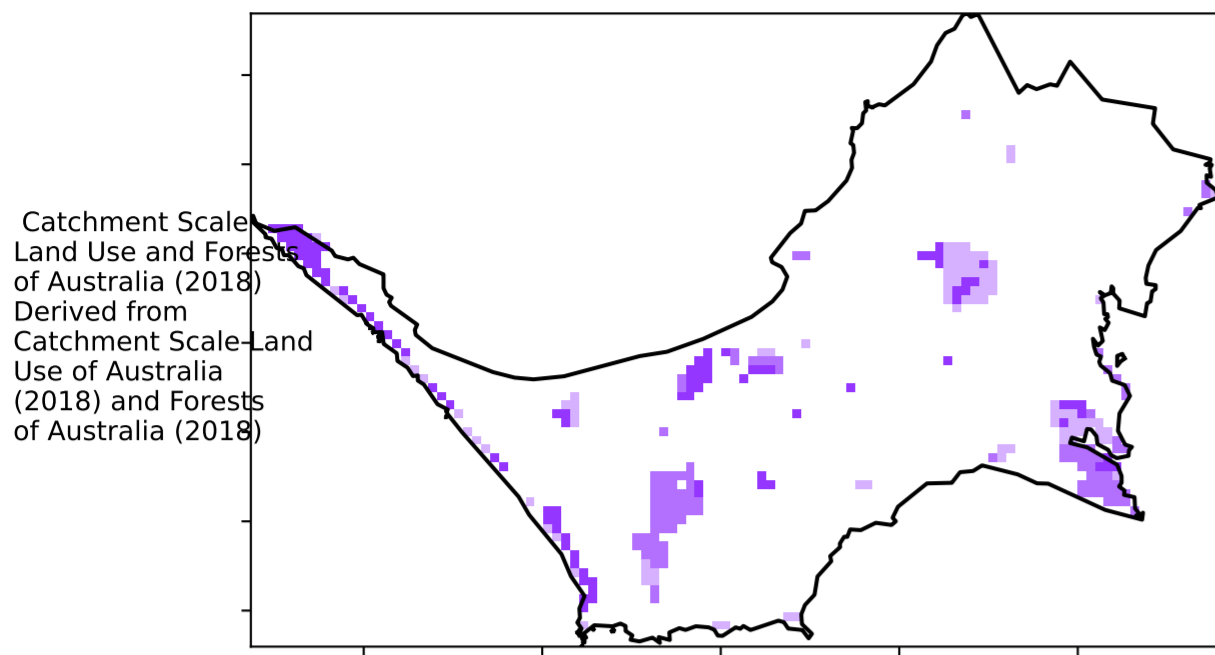 Catchment Scale
Land Use and Forests
of Australia (2018)
Derived from
Catchment Scale Land
Use of Australia
(2018) and Forests
of Australia (2018)